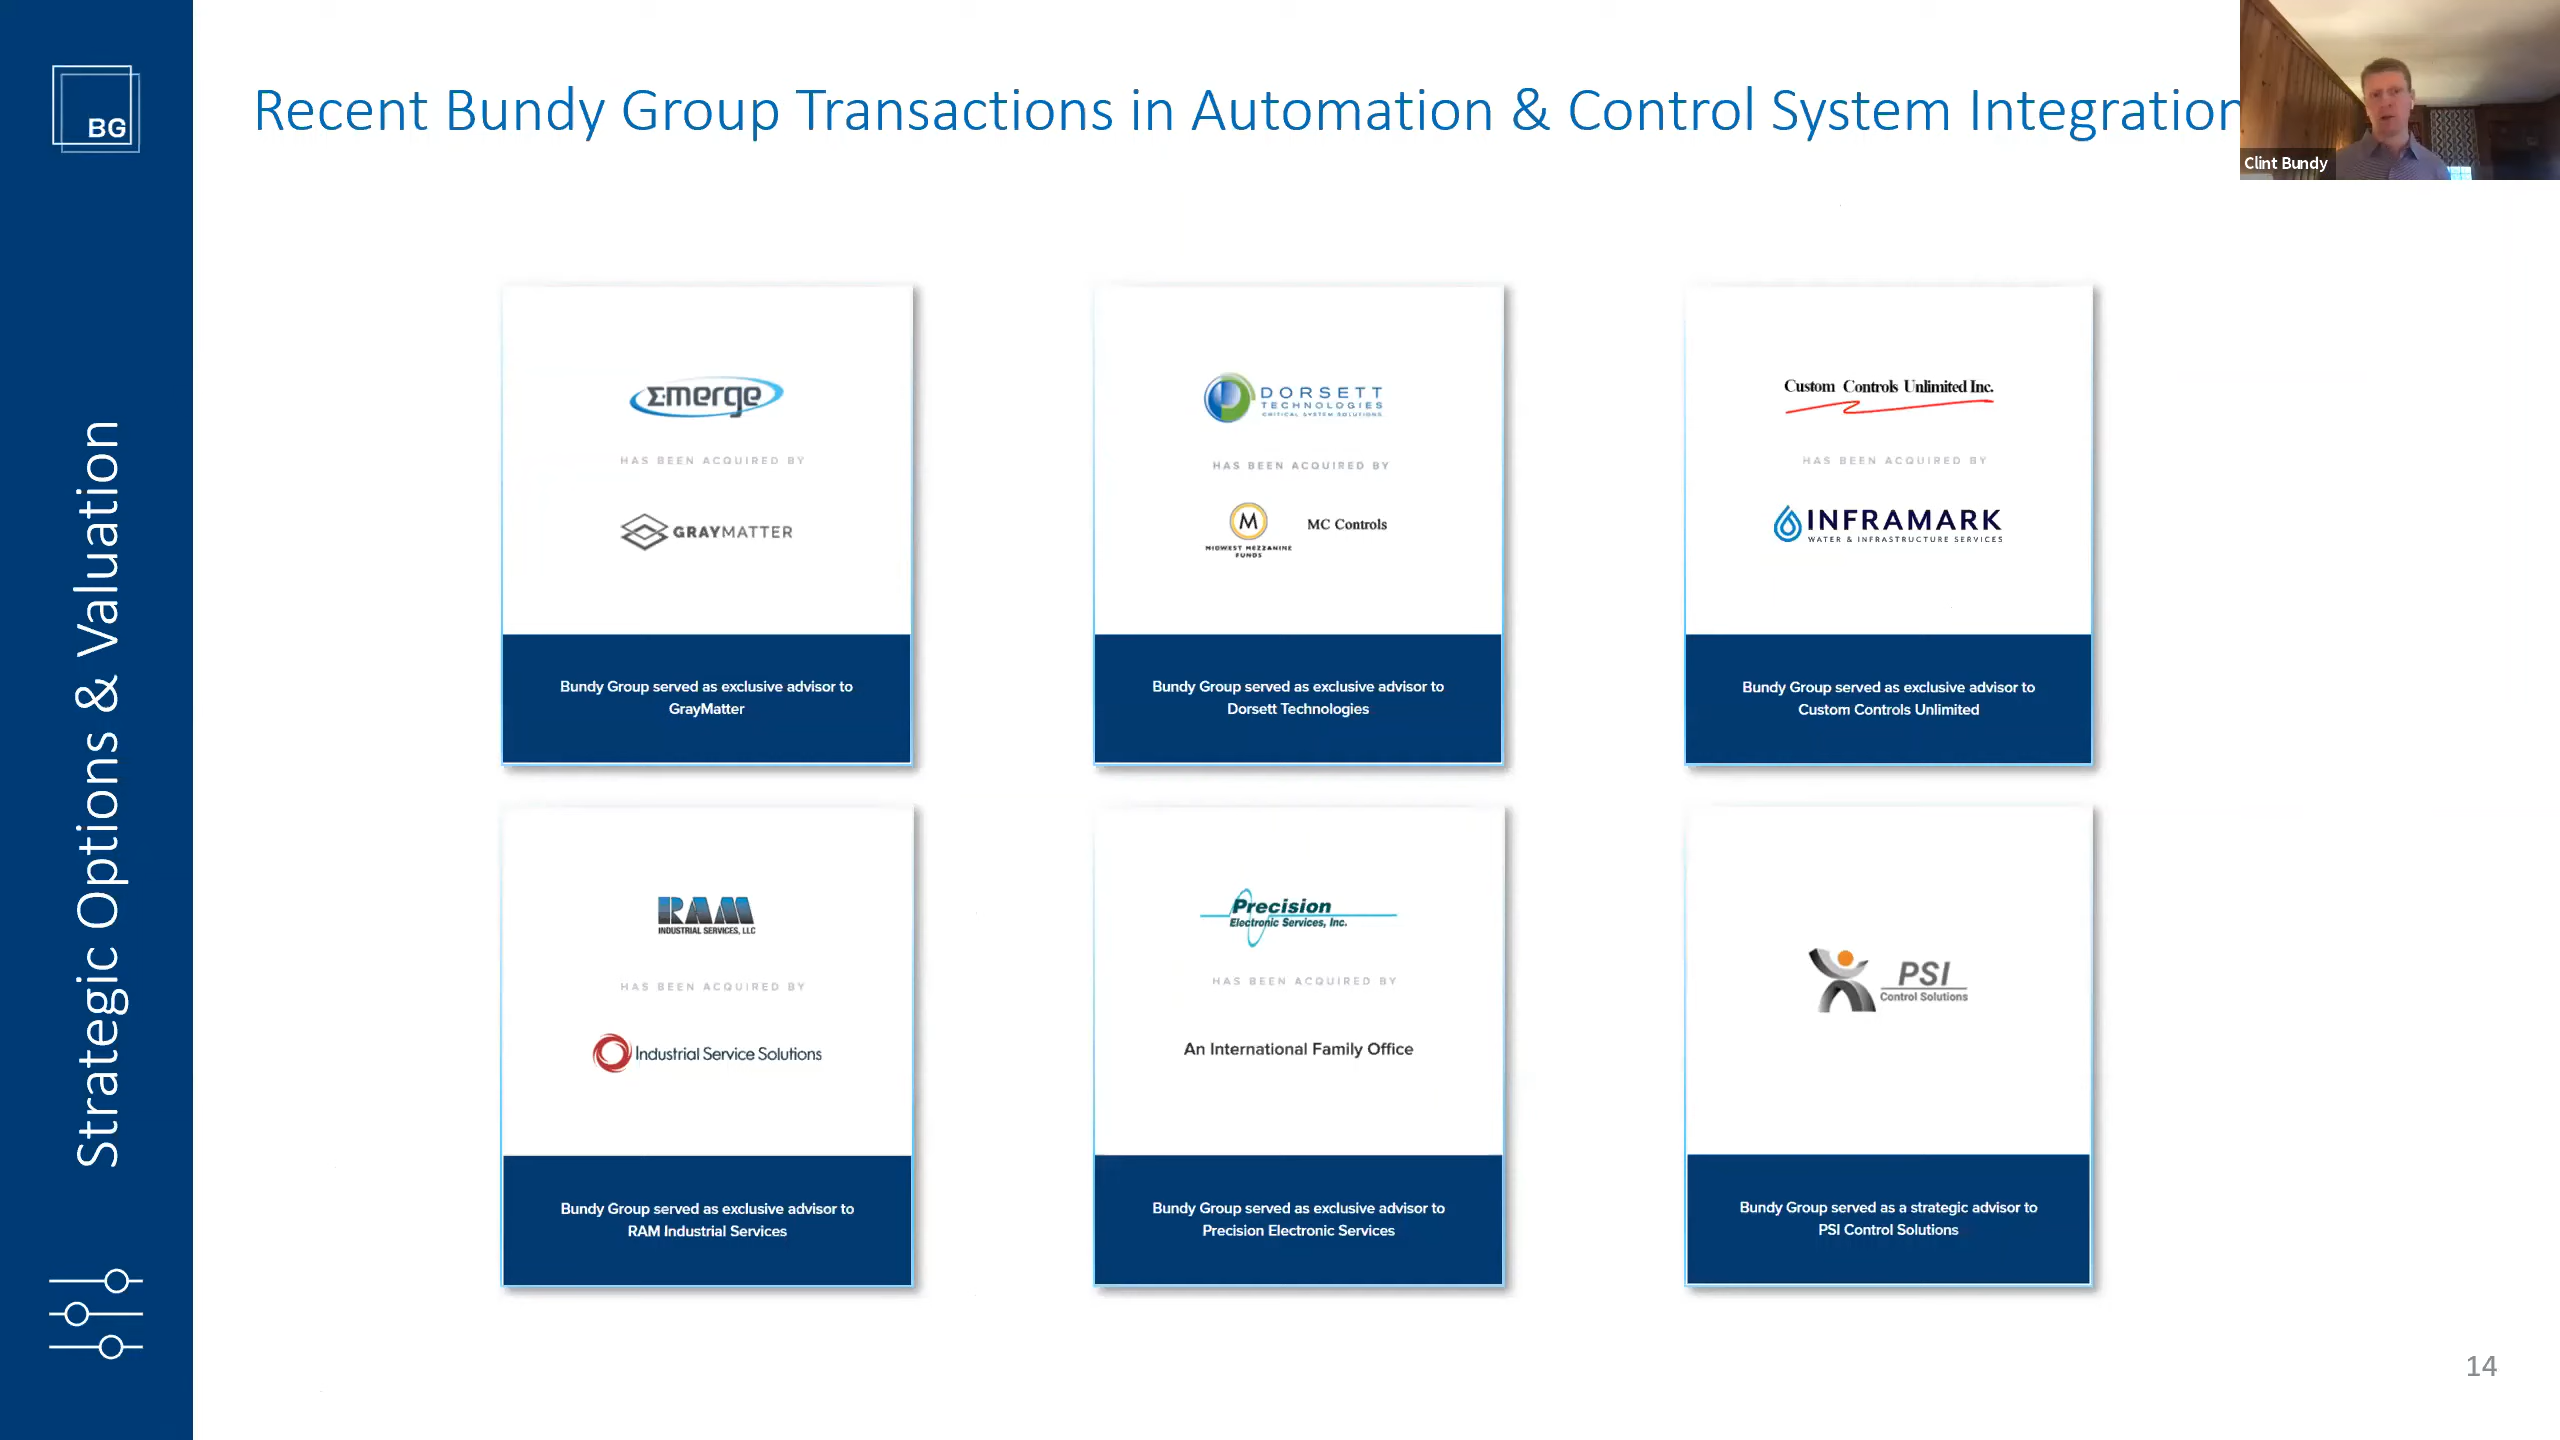 BG
Strategic Options & Valuation
Recent Bundy Group Transactions in Automation & Control System Integration
Clint Bundy
Σmerge
HAS BEEN ACQUIRED BY
GRAYMATTER
Bundy Group served as exclusive advisor to
GrayMatter
DORSETT
TECHNOLOGIES
CRITICAL SYSTEM SOLUTIONS
HAS BEEN ACQUIRED BY
M
MIDWEST MEZZANINE
FUNDS
MC Controls
Bundy Group served as exclusive advisor to
Dorsett Technologies
Custom Controls Unlimited Inc.
HAS BEEN ACQUIRED BY
INFRAMARK
WATER & INFRASTRUCTURE SERVICES
Bundy Group served as exclusive advisor to
Custom Controls Unlimited
RAM
INDUSTRIAL SERVICES, LLC
HAS BEEN ACQUIRED BY
Industrial Service Solutions
Bundy Group served as exclusive advisor to
RAM Industrial Services
Precision
Electronic Services, Inc.
HAS BEEN ACQUIRED BY
An International Family Office
Bundy Group served as exclusive advisor to
Precision Electronic Services
PSI
Control Solutions
Bundy Group served as a strategic advisor to
PSI Control Solutions
14